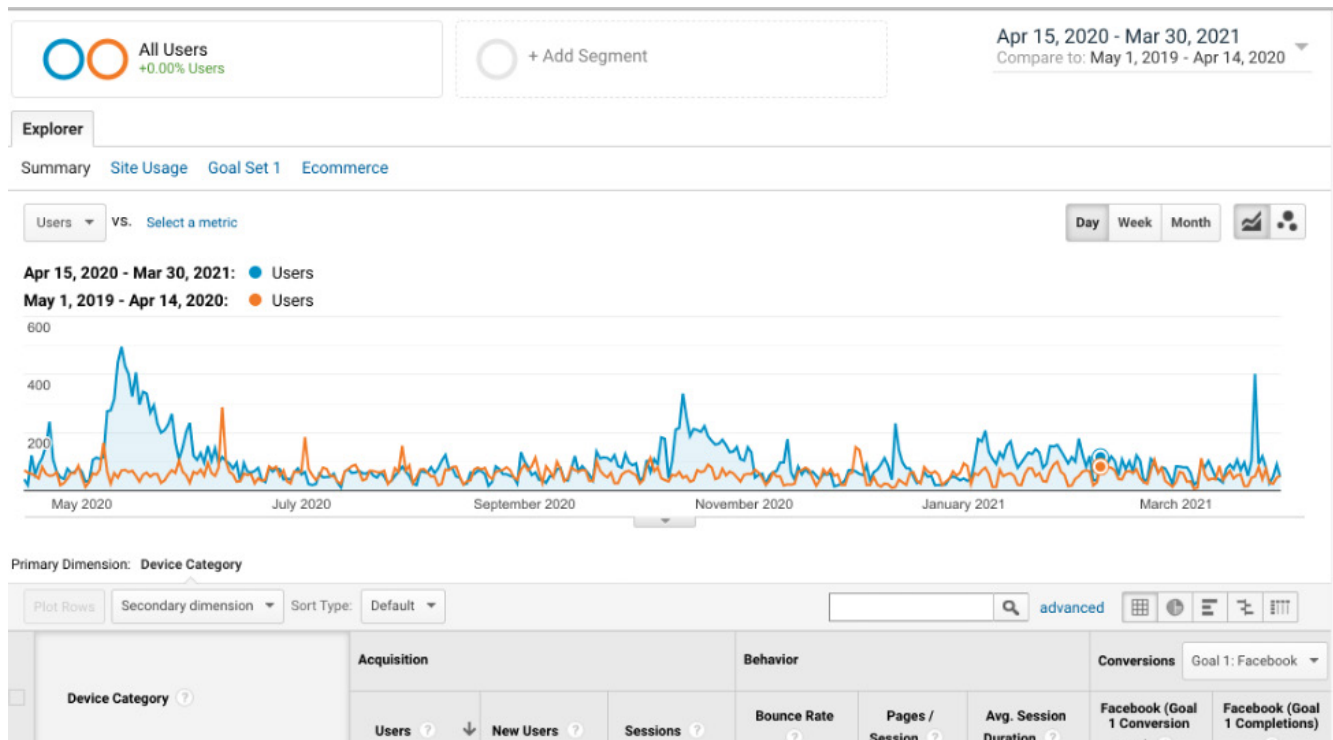 All Users
+0.00% Users
+ Add Segment
Apr 15, 2020 - Mar 30, 2021
Compare to: May 1, 2019 - Apr 14, 2020
Explorer
Summary Site Usage Goal Set 1 Ecommerce
Users VS. Select a metric
Day Week Month
Apr 15, 2020 - Mar 30, 2021: Users
May 1, 2019 - Apr 14, 2020: Users
600
400
200
May 2020 July 2020 September 2020 November 2020 January 2021 March 2021
Primary Dimension: Device Category
Plot Rows Secondary dimension Sort Type: Default advanced
Acquisition Behavior Conversions Goal 1: Facebook
Device Category ?
Users ? New Users ? Sessions ? Bounce Rate ? Pages / Session ? Avg. Session Duration ? Facebook (Goal 1 Conversion Facebook (Goal 1 Completions)